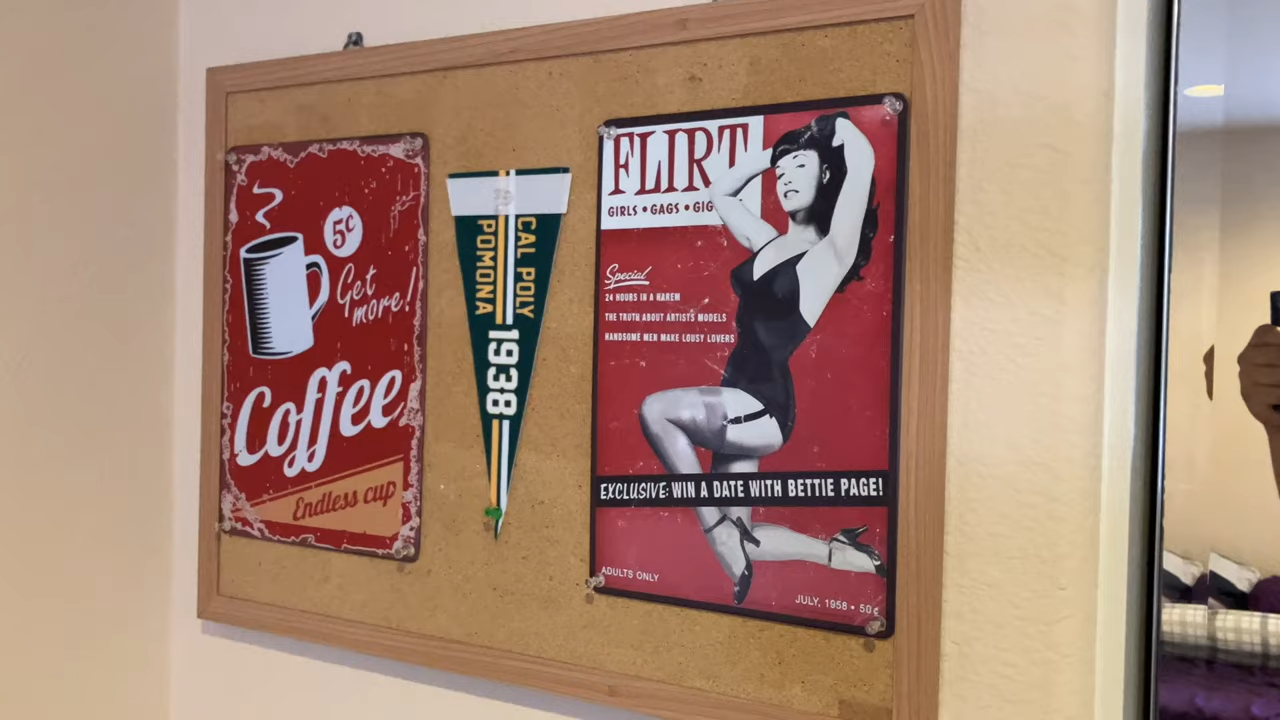 5¢
Get
more!
Coffee
Endless cup
CAL POLY
POMONA
1938
FLIRT
GIRLS • GAGS •
Special
24 HOURS IN A HAREM
THE TRUTH ABOUT ARTISTS MODELS
HANDSOME MEN MAKE LOUSY LOVERS
EXCLUSIVE: WIN A DATE WITH BETTIE PAGE!
ADULTS ONLY
JULY, 1958 • 50¢